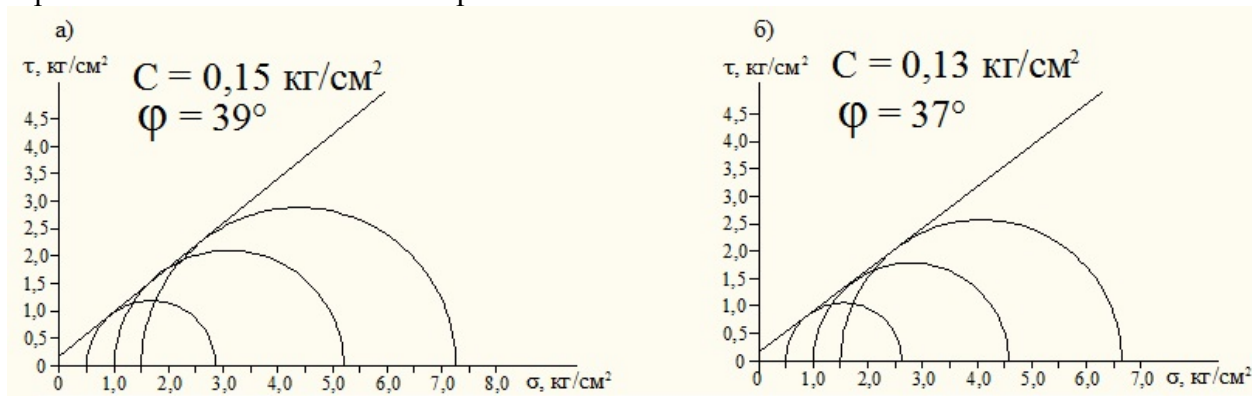 а)
τ, кг/см²
C = 0,15 кг/см²
φ = 39°
4,5
4,0
3,5
3,0
2,5
2,0
1,5
1,0
0,5
0
0 1,0 2,0 3,0 4,0 5,0 6,0 7,0 8,0 σ, кг/см²
б)
τ, кг/см²
C = 0,13 кг/см²
φ = 37°
4,5
4,0
3,5
3,0
2,5
2,0
1,5
1,0
0,5
0
0 1,0 2,0 3,0 4,0 5,0 6,0 7,0 σ, кг/см²